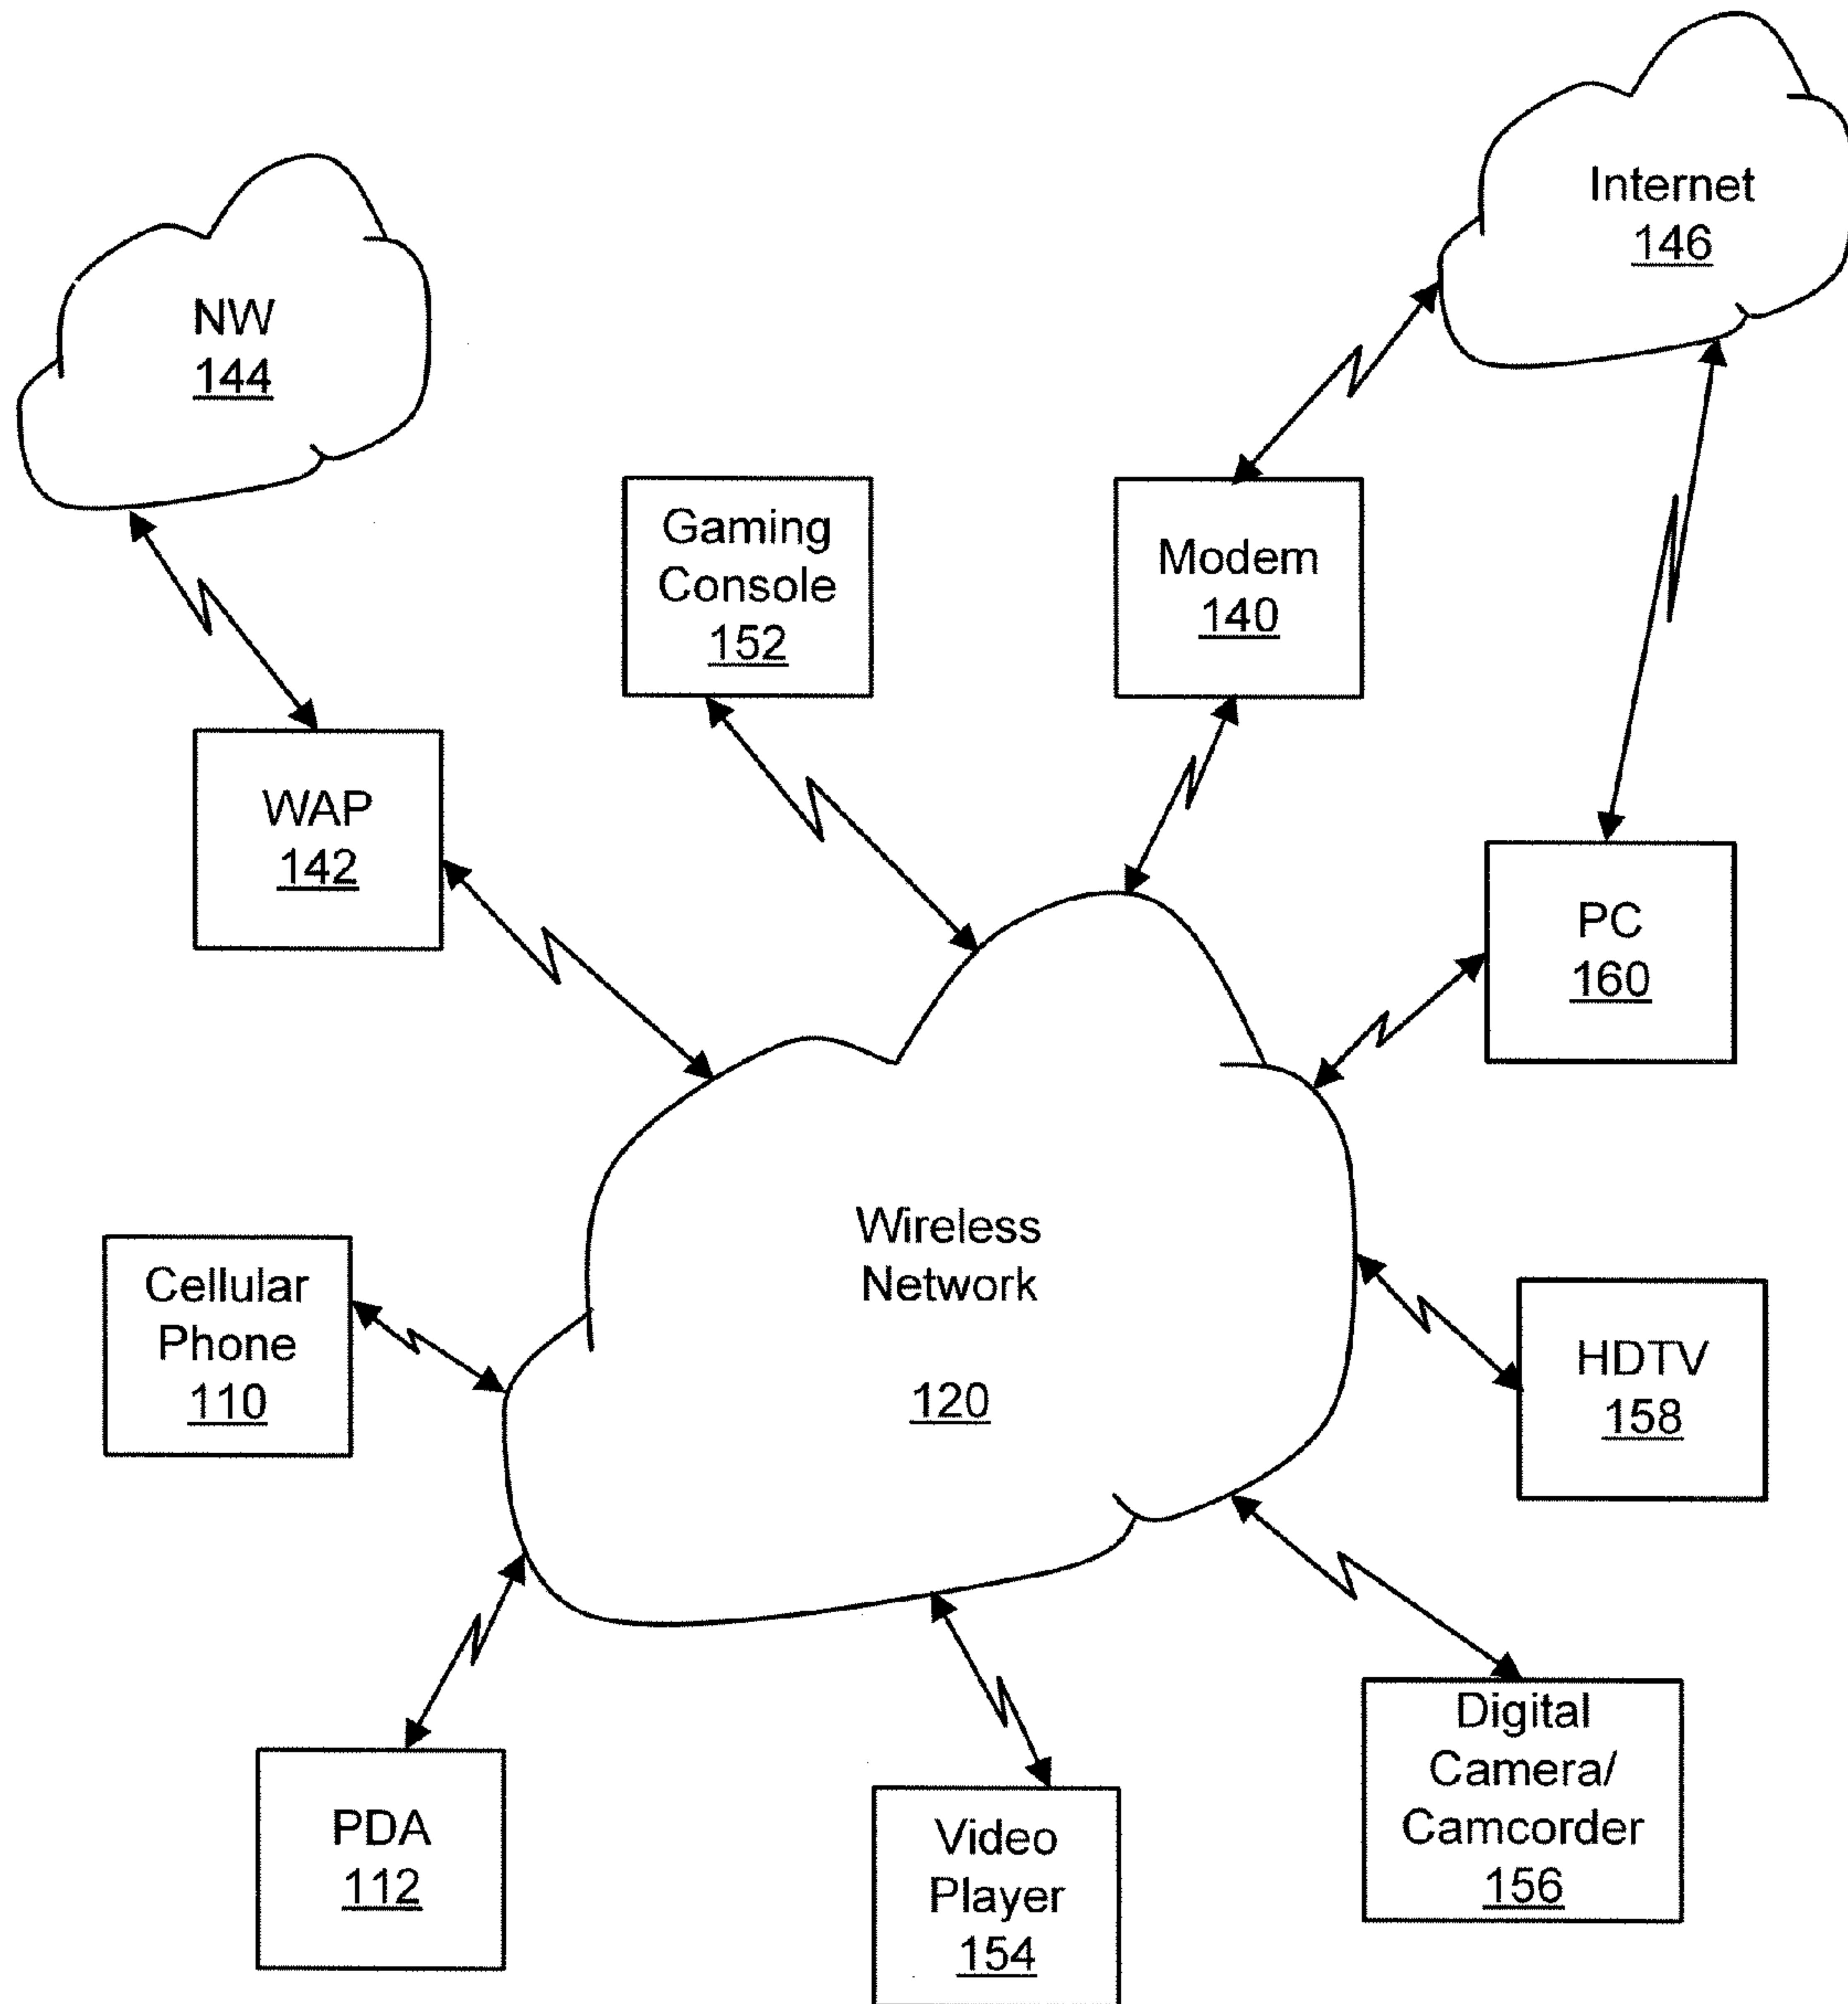 Internet
146
NW
144
Gaming
Console
152
Modem
140
WAP
142
PC
160
Wireless
Network
120
Cellular
Phone
110
HDTV
158
PDA
112
Video
Player
154
Digital
Camera/
Camcorder
156